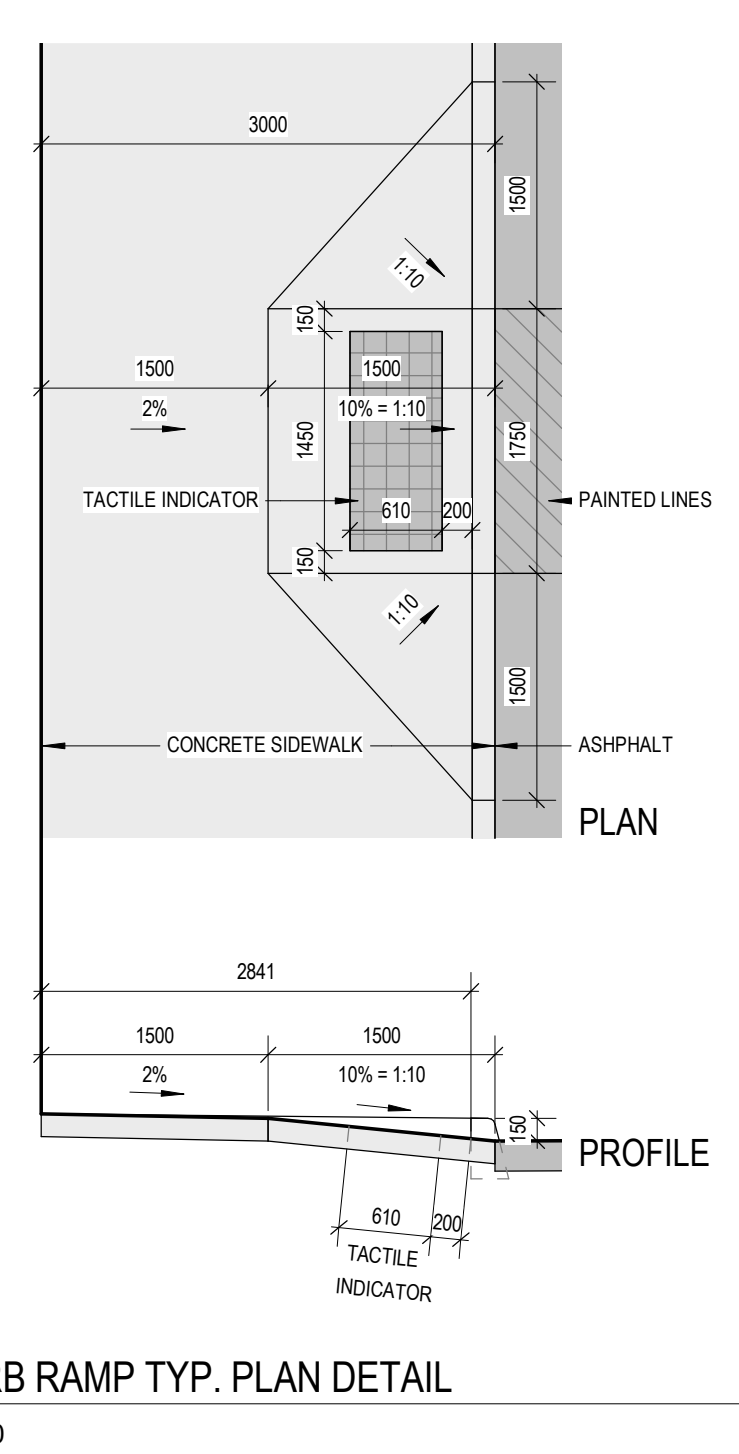 3000
1500
1:10
150
1500
1500
2%
10% = 1:10
1450
1750
TACTILE INDICATOR
610
200
PAINTED LINES
150
1:10
1500
CONCRETE SIDEWALK
ASHPHALT
PLAN
2841
1500
1500
2%
10% = 1:10
150
PROFILE
610
200
TACTILE
INDICATOR
RB RAMP TYP. PLAN DETAIL